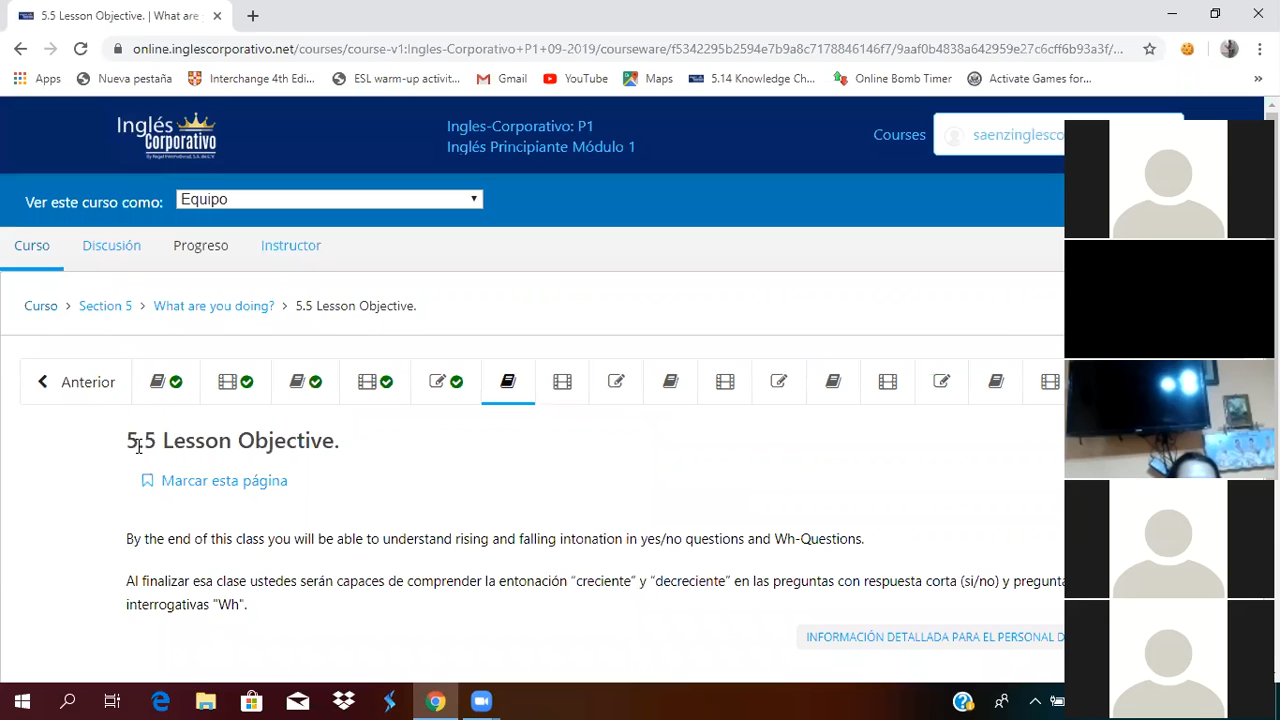 5.5 Lesson Objective. | What are
online.inglescorporativo.net/courses/course-v1:Ingles-Corporativo+P1+09-2019/courseware/f5342295b2594e7b9a8c7178846146f7/9aaf0b4838a642959e27c6cff6b93a3f/...
Apps Nueva pestaña Interchange 4th Edi... ESL warm-up activit... Gmail YouTube Maps 5.14 Knowledge Ch... Online Bomb Timer Activate Games for... »
Inglés Corporativo
By Regal International, S.A. de C.V.
Ingles-Corporativo: P1
Inglés Principiante Módulo 1
Courses saenzinglesco
Ver este curso como: Equipo
Curso Discusión Progreso Instructor
Curso > Section 5 > What are you doing? > 5.5 Lesson Objective.
Anterior
5.5 Lesson Objective.
Marcar esta página
By the end of this class you will be able to understand rising and falling intonation in yes/no questions and Wh-Questions.
Al finalizar esa clase ustedes serán capaces de comprender la entonación “creciente” y “decreciente” en las preguntas con respuesta corta (si/no) y pregunta
interrogativas "Wh".
INFORMACIÓN DETALLADA PARA EL PERSONAL D